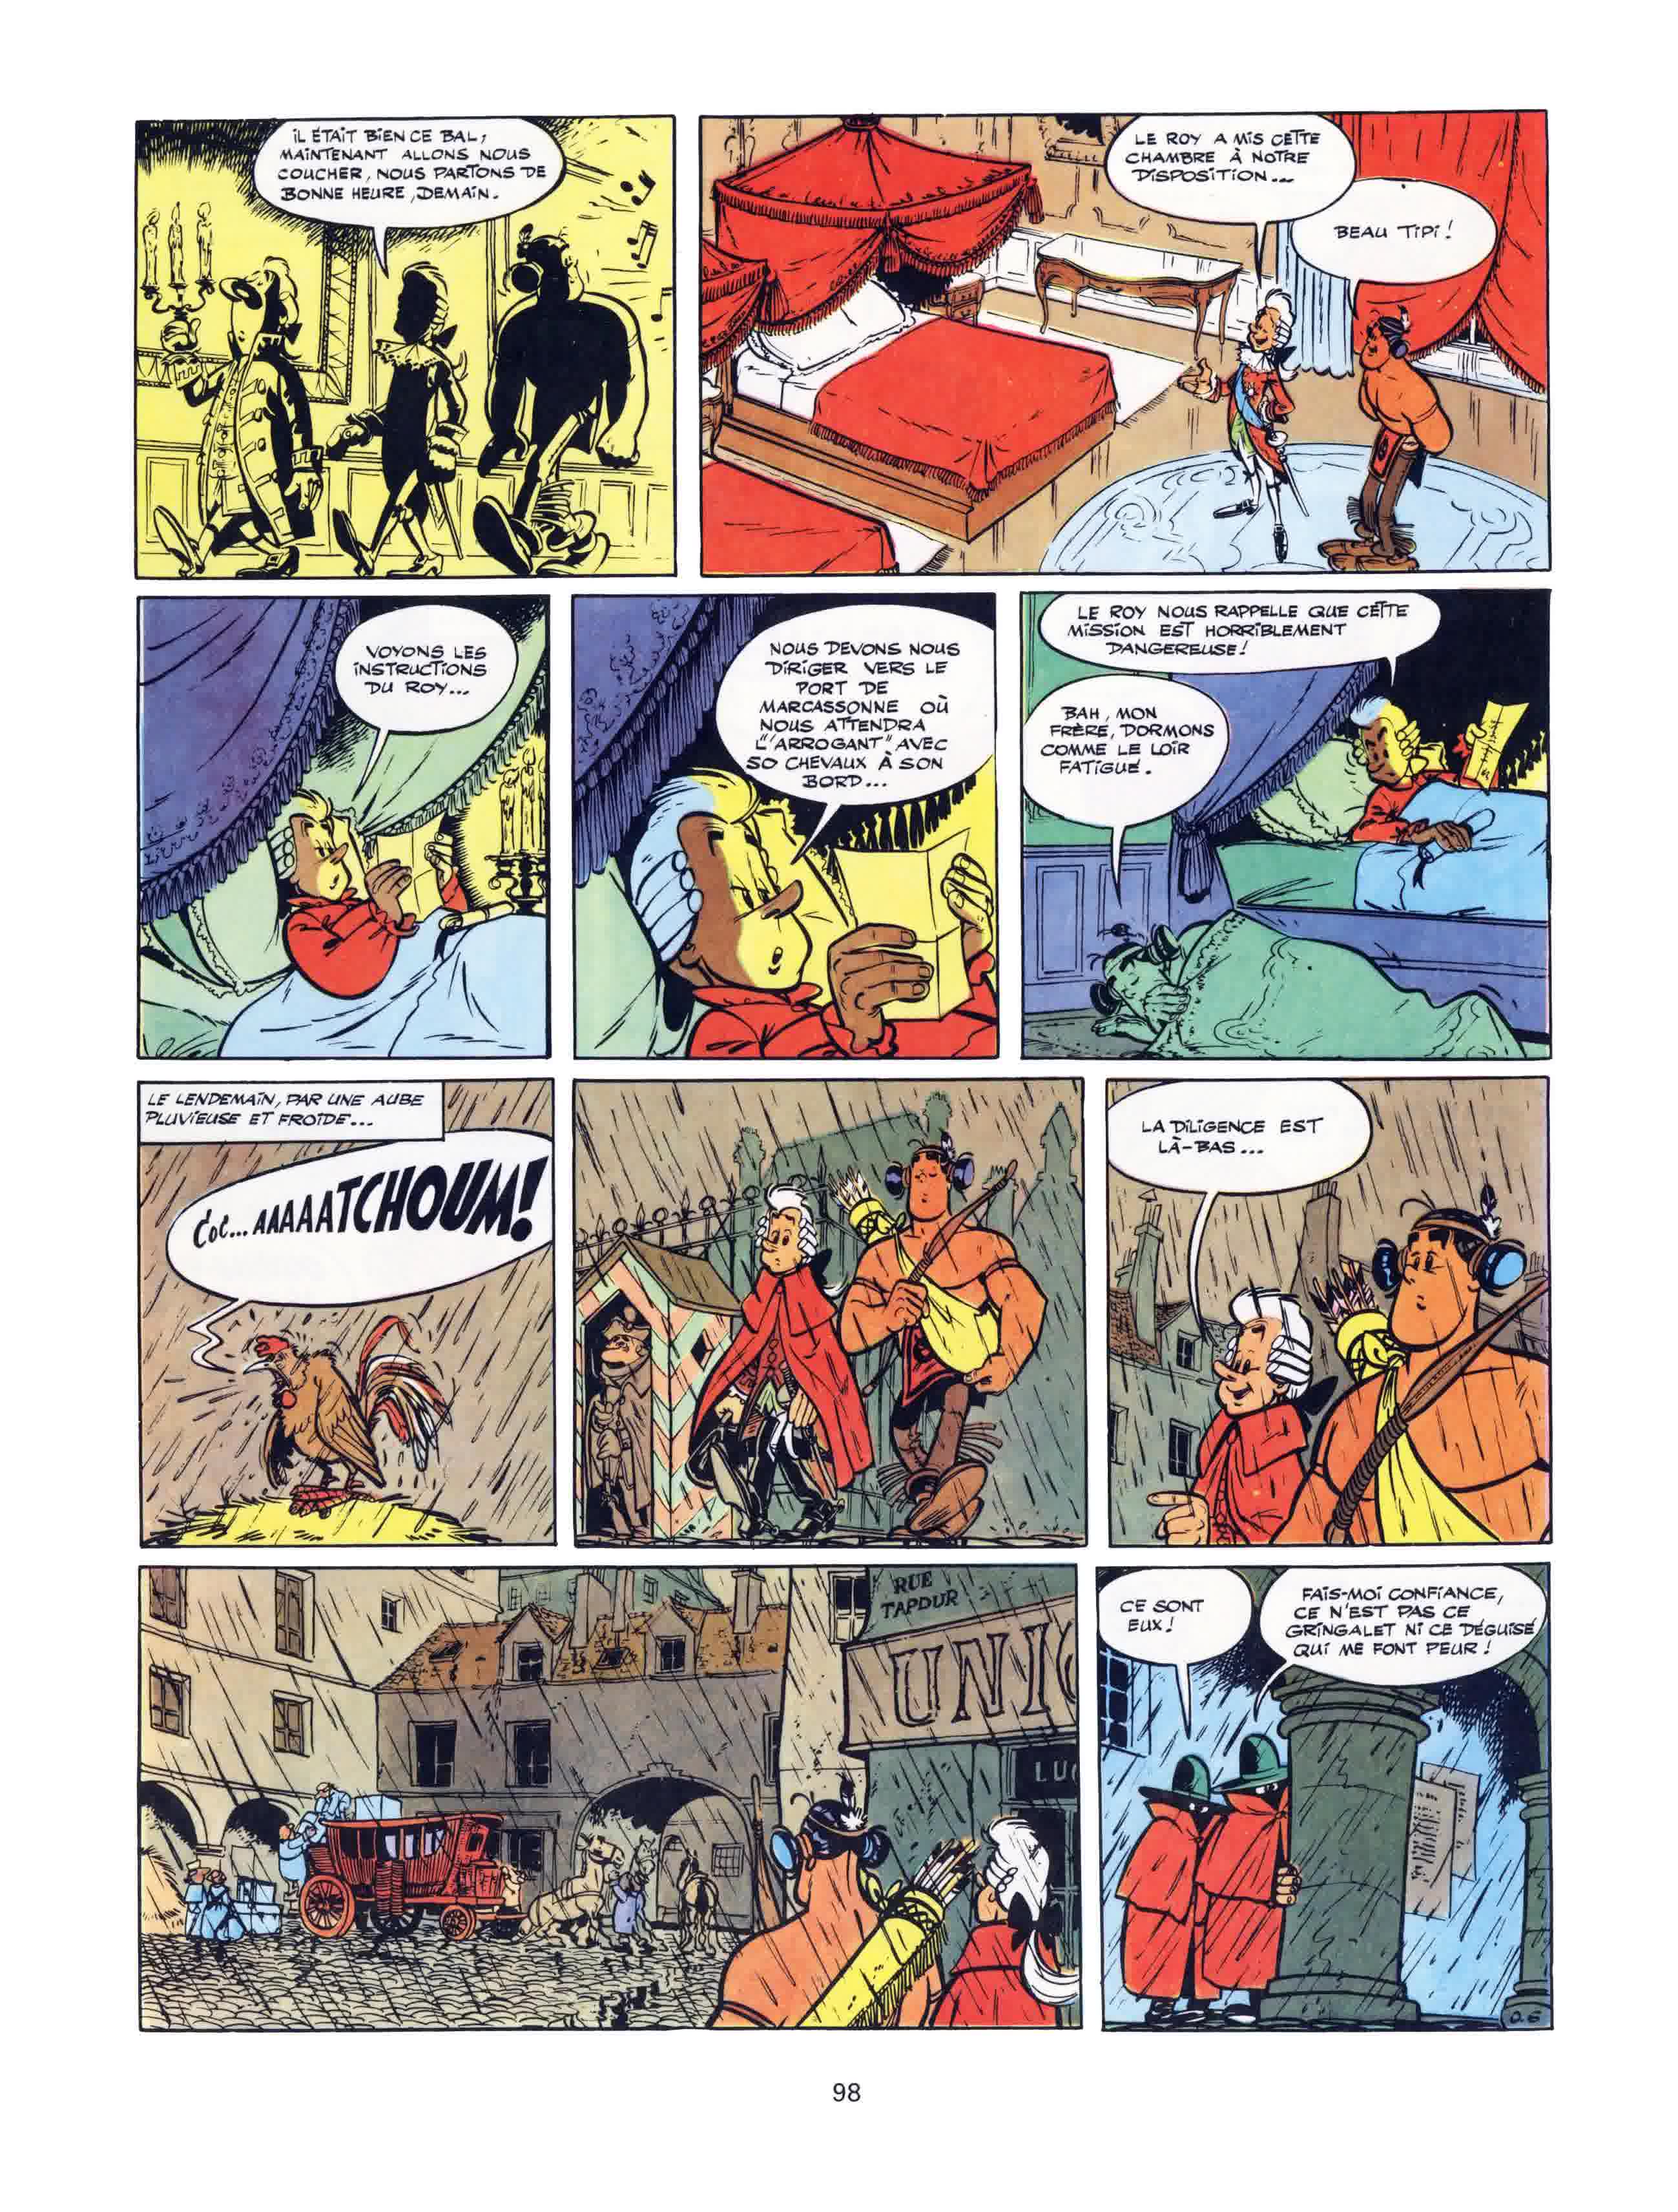 IL ÉTAIT BIEN CE BAL;
MAINTENANT ALLONS NOUS
COUCHER, NOUS PARTONS DE
BONNE HEURE, DEMAIN.
LE ROY A MIS CETTE
CHAMBRE À NOTRE
DISPOSITION...
BEAU TIPI!
VOYONS LES
INSTRUCTIONS
DU ROY...
NOUS DEVONS NOUS
DIRIGER VERS LE
PORT DE
MARCASSONNE OÙ
NOUS ATTENDRA
L'"ARROGANT" AVEC
50 CHEVAUX À SON
BORD...
LE ROY NOUS RAPPELLE QUE CETTE
MISSION EST HORRIBLEMENT
DANGEREUSE!
BAH, MON
FRÈRE, DORMONS
COMME LE LOIR
FATIGUÉ.
LE LENDEMAIN, PAR UNE AUBE
PLUVIEUSE ET FROIDE...
COC... AAAAATCHOUM!
LA DILIGENCE EST
LÀ-BAS...
RUE
TAPDUR
UNIC
LUC
CE SONT
EUX!
FAIS-MOI CONFIANCE,
CE N'EST PAS CE
GRINGALET NI CE DÉGUISÉ
QUI ME FONT PEUR!
O.6
98